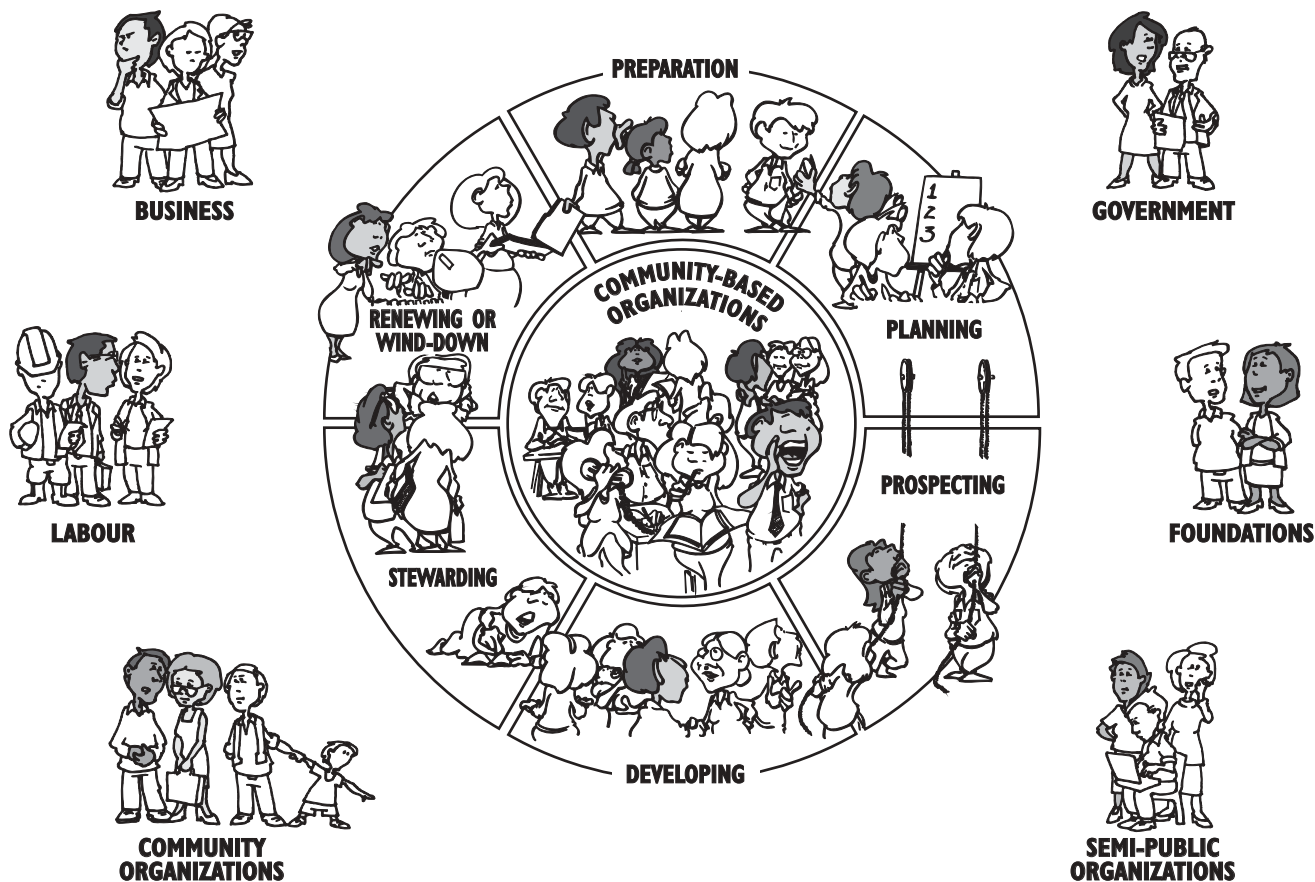 PREPARATION
BUSINESS
GOVERNMENT
1
2
3
COMMUNITY-BASED
ORGANIZATIONS
RENEWING OR
WIND-DOWN
PLANNING
LABOUR
PROSPECTING
FOUNDATIONS
STEWARDING
DEVELOPING
COMMUNITY
ORGANIZATIONS
SEMI-PUBLIC
ORGANIZATIONS